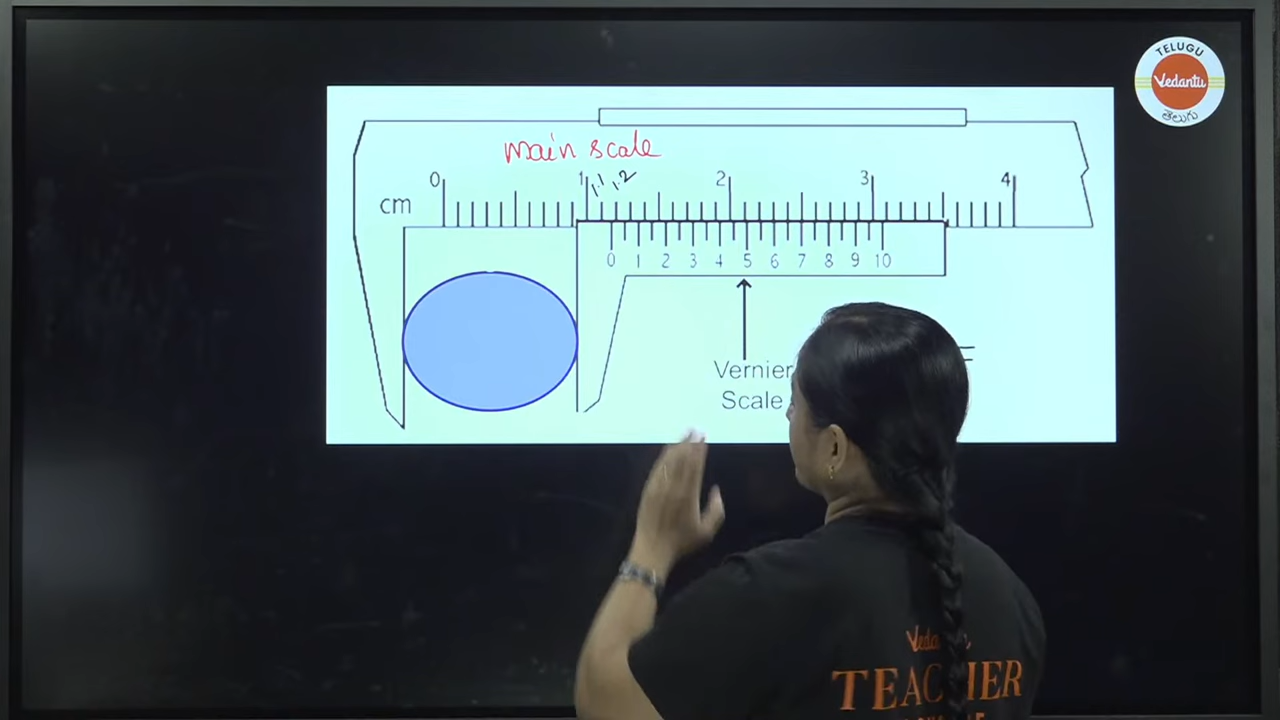 TELUGU
Vedantu
తెలుగు
main scale
0 1 1.1 1.2 2 3 4
cm
0 1 2 3 4 5 6 7 8 9 10
Vernier
Scale
TEAC